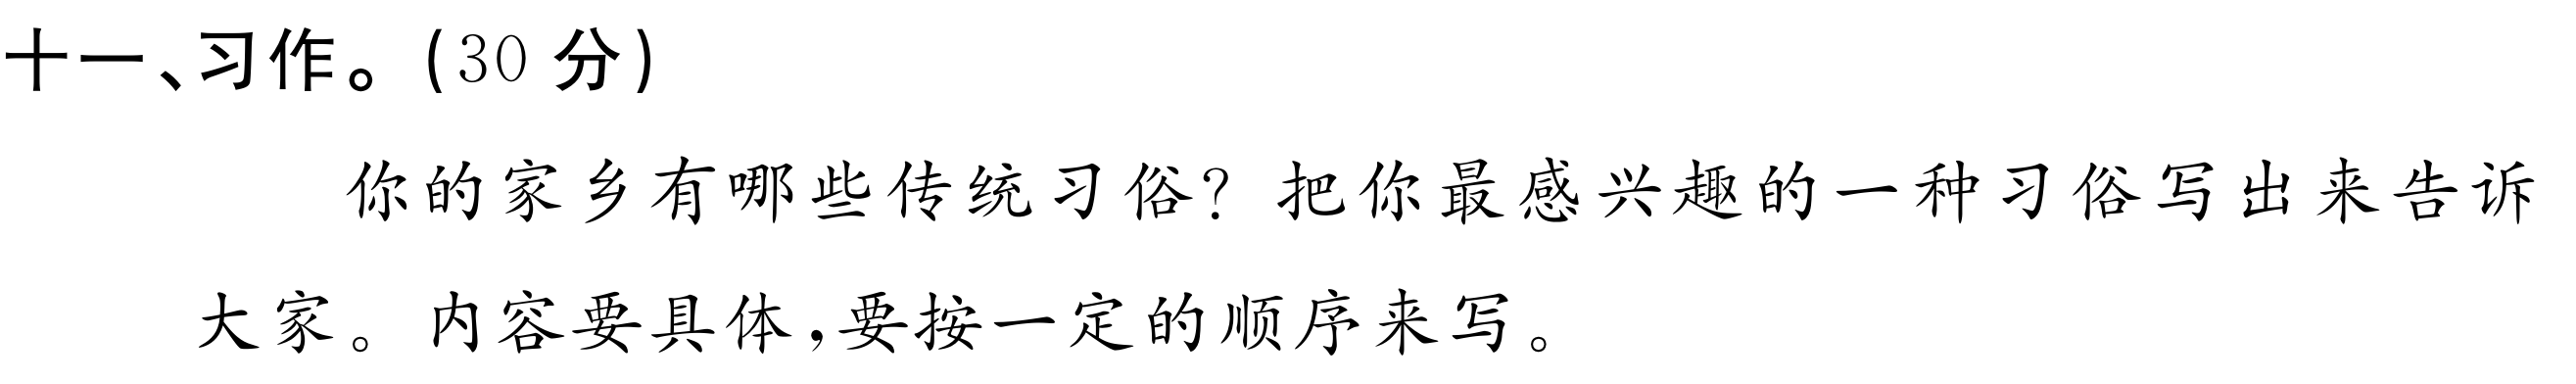 十一、习作。(30 分)
你的家乡有哪些传统习俗？把你最感兴趣的一种习俗写出来告诉
大家。内容要具体,要按一定的顺序来写。